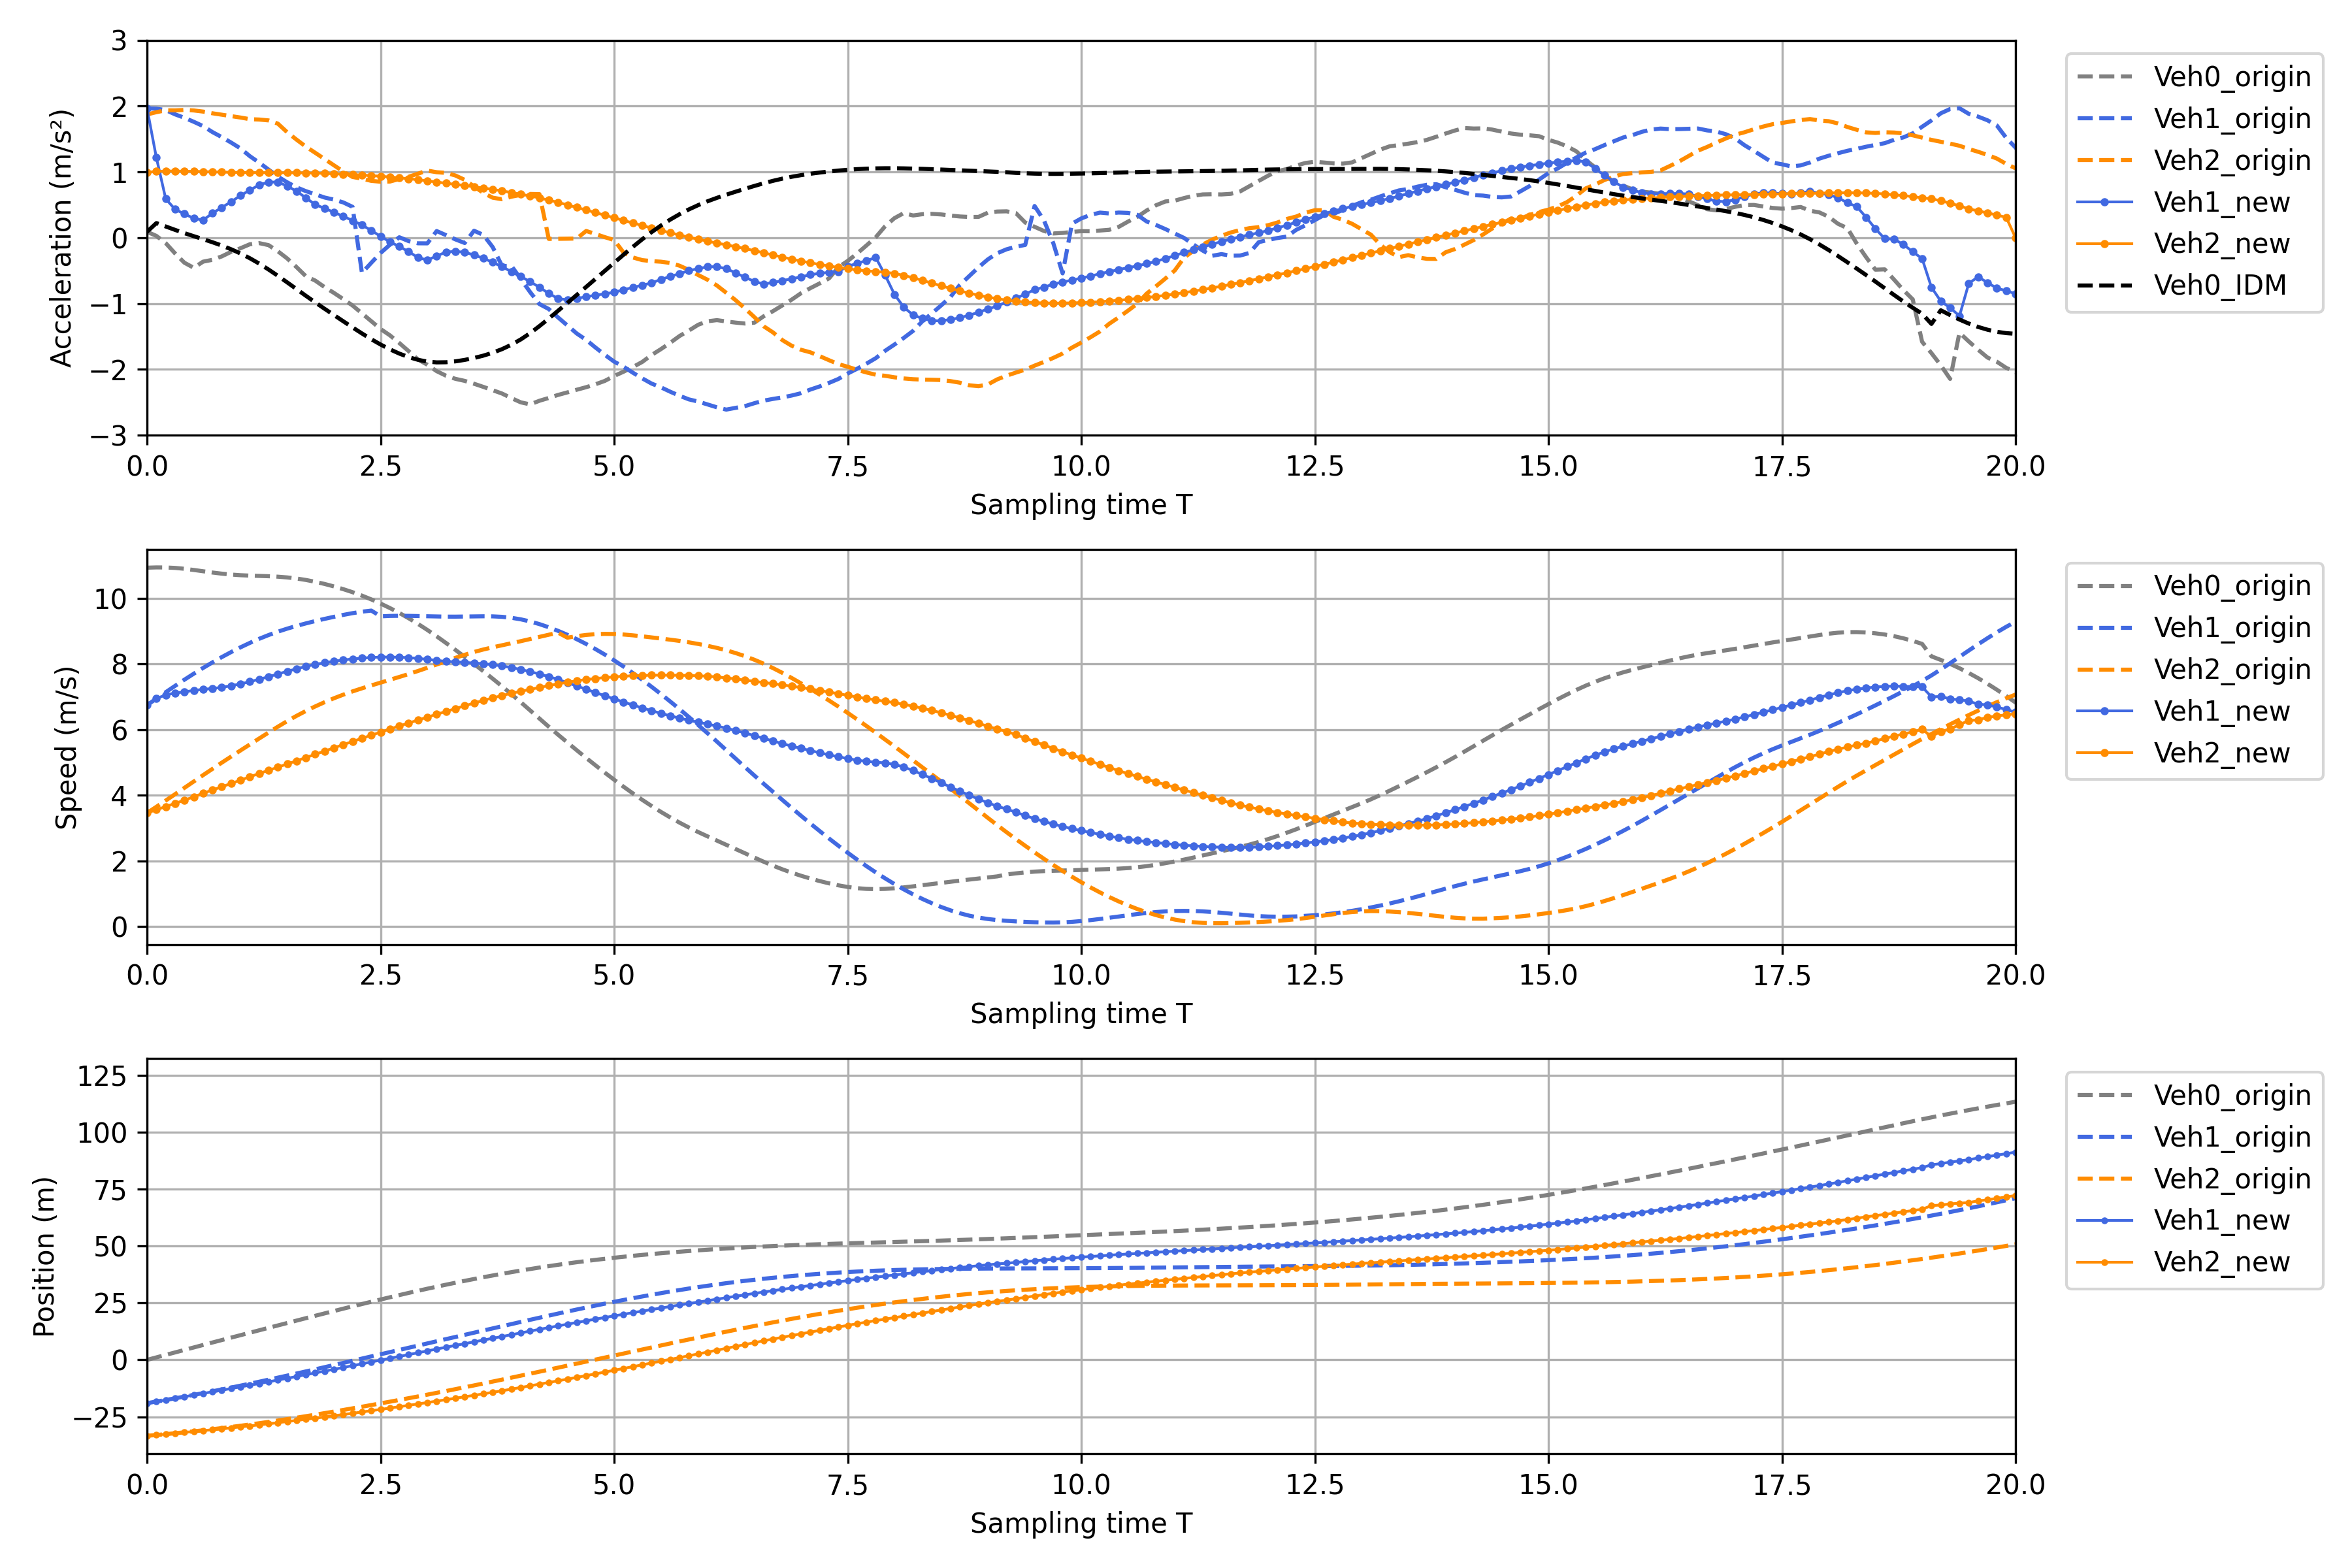 3
2
1
0
−1
−2
−3
Acceleration (m/s²)
0.0 2.5 5.0 7.5 10.0 12.5 15.0 17.5 20.0
Sampling time T
Veh0_origin
Veh1_origin
Veh2_origin
Veh1_new
Veh2_new
Veh0_IDM
10
8
6
4
2
0
Speed (m/s)
0.0 2.5 5.0 7.5 10.0 12.5 15.0 17.5 20.0
Sampling time T
Veh0_origin
Veh1_origin
Veh2_origin
Veh1_new
Veh2_new
125
100
75
50
25
0
−25
Position (m)
0.0 2.5 5.0 7.5 10.0 12.5 15.0 17.5 20.0
Sampling time T
Veh0_origin
Veh1_origin
Veh2_origin
Veh1_new
Veh2_new